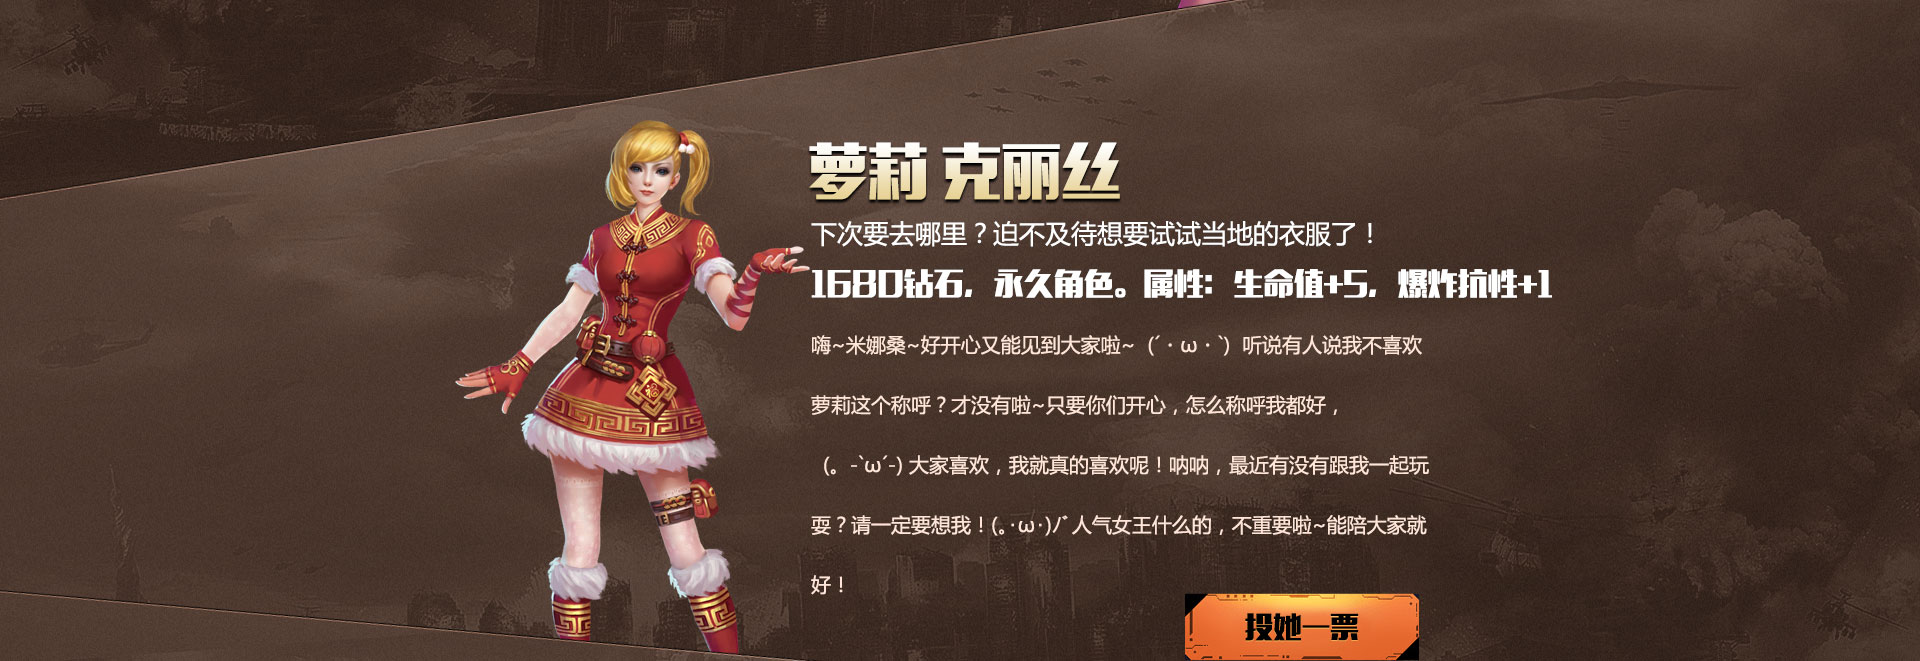 萝莉 克丽丝
下次要去哪里？迫不及待想要试试当地的衣服了！
1680钻石，永久角色。属性：生命值+5，爆炸抗性+1
嗨~米娜桑~好开心又能见到大家啦~（´・ω・`）听说有人说我不喜欢
萝莉这个称呼？才没有啦~只要你们开心，怎么称呼我都好，
（。-`ω´-) 大家喜欢，我就真的喜欢呢！呐呐，最近有没有跟我一起玩
耍？请一定要想我！(｡･ω･)ﾉﾞ人气女王什么的，不重要啦~能陪大家就
好！
投她一票